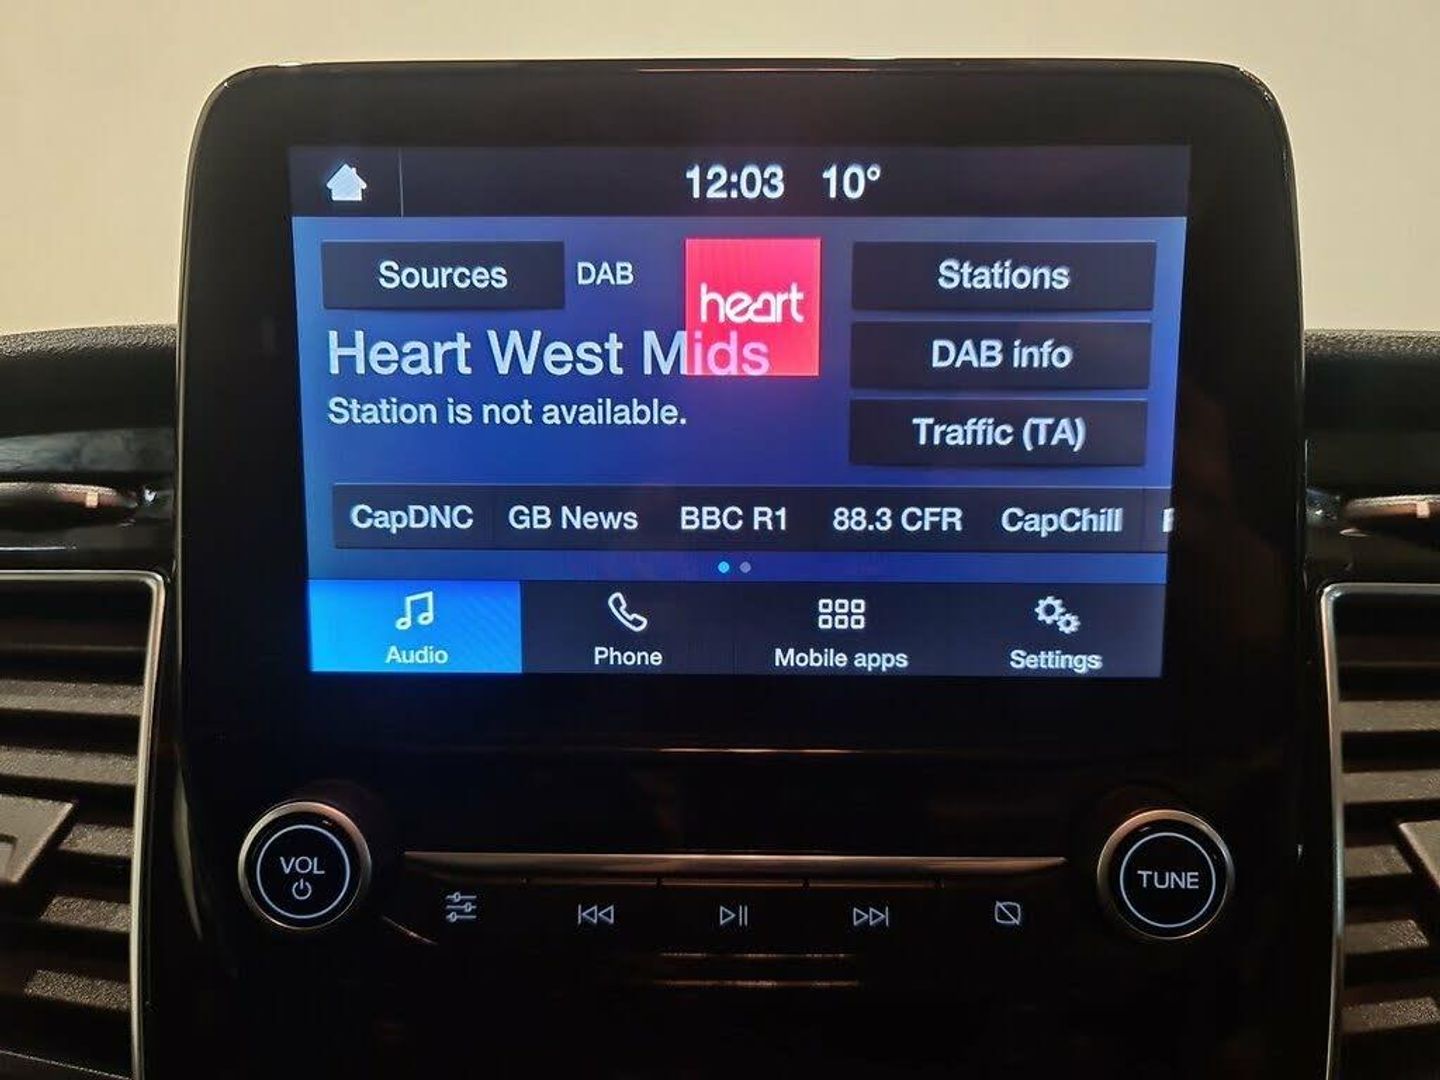 12:03 10°
Sources DAB
heart
Stations
Heart West Mids
DAB info
Station is not available.
Traffic (TA)
CapDNC GB News BBC R1 88.3 CFR CapChill
Audio Phone Mobile apps Settings
VOL
TUNE